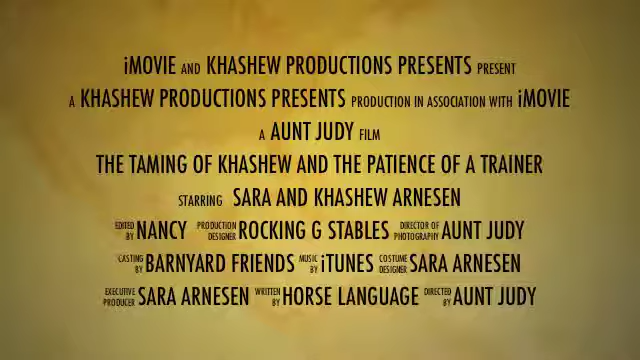 iMOVIE AND KHASHEW PRODUCTIONS PRESENTS PRESENT
A KHASHEW PRODUCTIONS PRESENTS PRODUCTION IN ASSOCIATION WITH iMOVIE
A AUNT JUDY FILM
THE TAMING OF KHASHEW AND THE PATIENCE OF A TRAINER
STARRING SARA AND KHASHEW ARNESEN
EDITED BY NANCY PRODUCTION DESIGNER ROCKING G STABLES DIRECTOR OF PHOTOGRAPHY AUNT JUDY
CASTING BY BARNYARD FRIENDS MUSIC BY iTUNES COSTUME DESIGNER SARA ARNESEN
EXECUTIVE PRODUCER SARA ARNESEN WRITTEN BY HORSE LANGUAGE DIRECTED BY AUNT JUDY